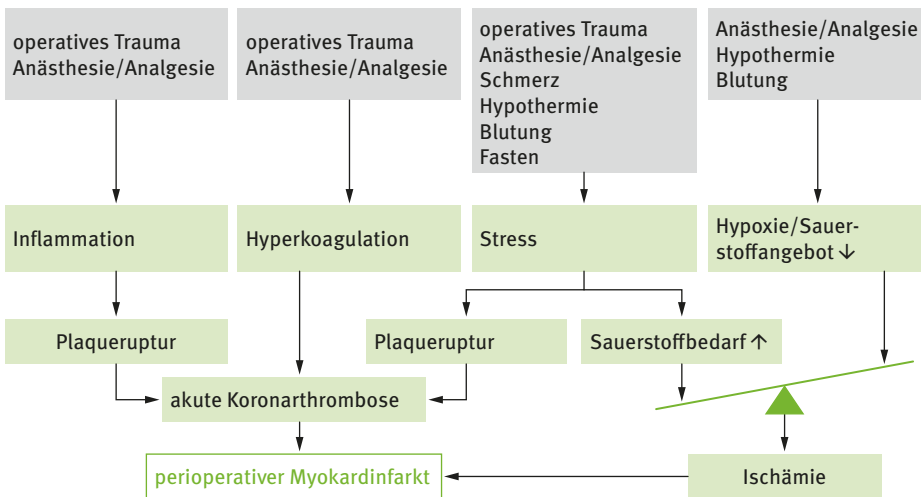 operatives Trauma
Anästhesie/Analgesie
operatives Trauma
Anästhesie/Analgesie
operatives Trauma
Anästhesie/Analgesie
Schmerz
Hypothermie
Blutung
Fasten
Anästhesie/Analgesie
Hypothermie
Blutung
Inflammation
Hyperkoagulation
Stress
Hypoxie/Sauer-
stoffangebot ↓
Plaqueruptur
Plaqueruptur
Sauerstoffbedarf ↑
akute Koronarthrombose
perioperativer Myokardinfarkt
Ischämie